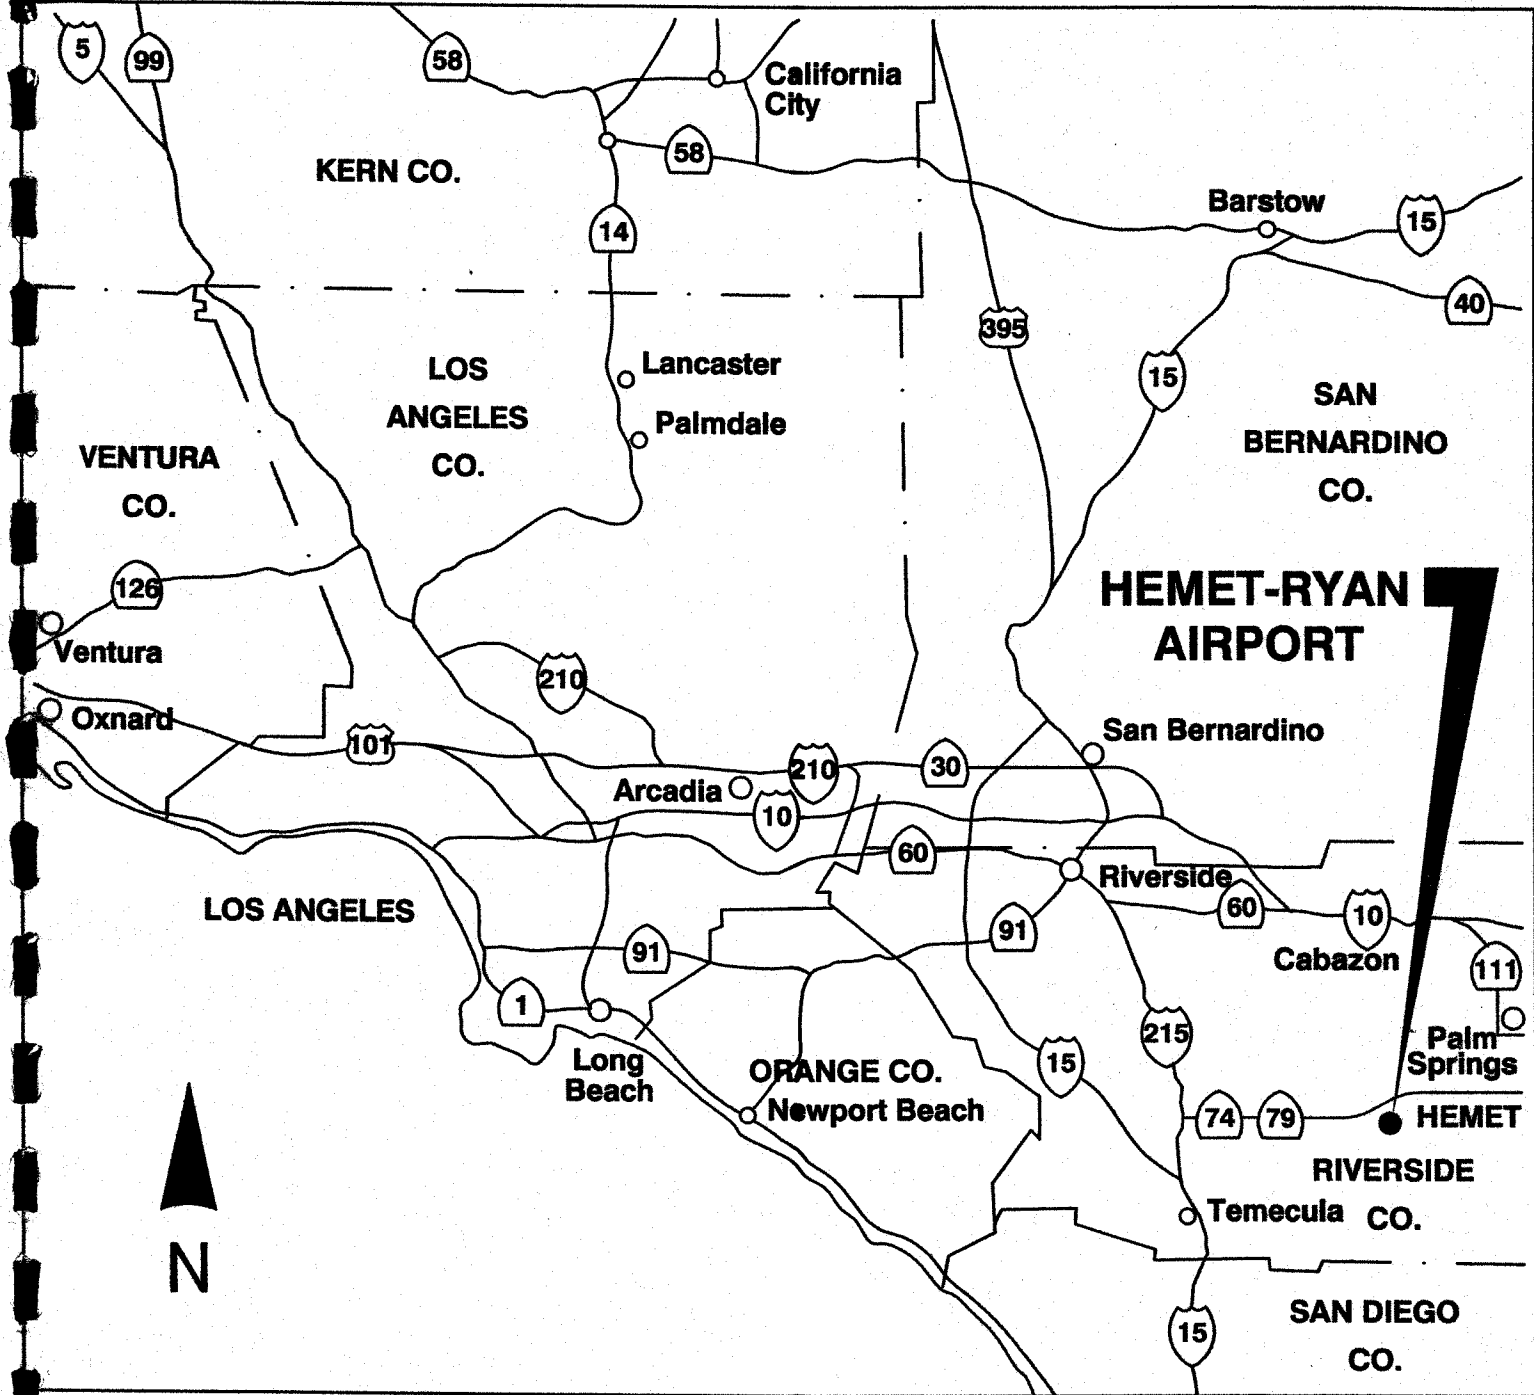 5
99
58
California
City
58
KERN CO.
Barstow
15
14
40
395
LOS
ANGELES
CO.
Lancaster
Palmdale
15
SAN
BERNARDINO
CO.
VENTURA
CO.
126
HEMET-RYAN
AIRPORT
Ventura
210
Oxnard
101
San Bernardino
210
30
Arcadia
10
60
Riverside
LOS ANGELES
60
10
91
91
Cabazon
111
1
215
Palm
Springs
Long
Beach
ORANGE CO.
15
Newport Beach
74
79
HEMET
RIVERSIDE
CO.
Temecula
N
SAN DIEGO
CO.
15